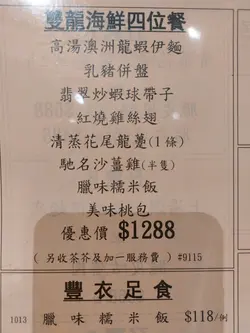 雙龍海鮮四位餐
高湯澳洲龍蝦伊麵
乳豬併盤
翡翠炒蝦球帶子
紅燒雞絲翅
清蒸花尾龍躉(1條)
馳名沙薑雞(半隻)
臘味糯米飯
美味桃包
優惠價 $1288
(另收茶芥及加一服務費) #9115
豐衣足食
1013 臘味糯米飯 $118/例